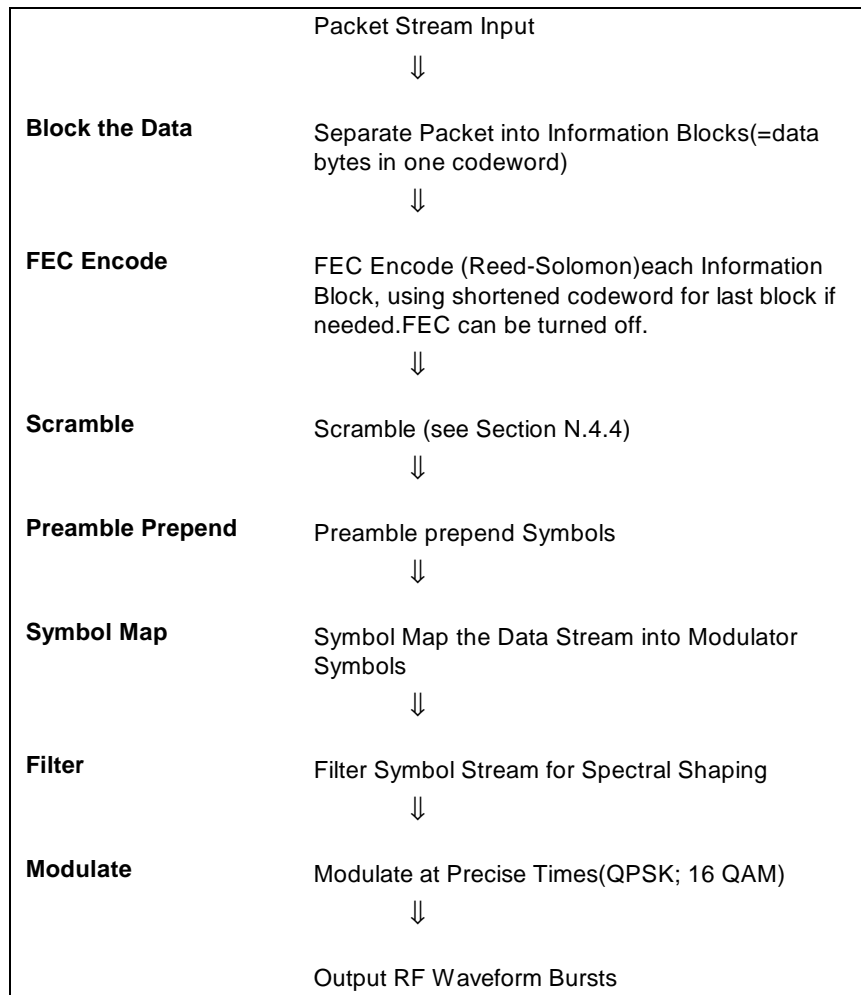 Packet Stream Input
⇓
Block the Data
Separate Packet into Information Blocks(=data
bytes in one codeword)
⇓
FEC Encode
FEC Encode (Reed-Solomon)each Information
Block, using shortened codeword for last block if
needed.FEC can be turned off.
⇓
Scramble
Scramble (see Section N.4.4)
⇓
Preamble Prepend
Preamble prepend Symbols
⇓
Symbol Map
Symbol Map the Data Stream into Modulator
Symbols
⇓
Filter
Filter Symbol Stream for Spectral Shaping
⇓
Modulate
Modulate at Precise Times(QPSK; 16 QAM)
⇓
Output RF Waveform Bursts